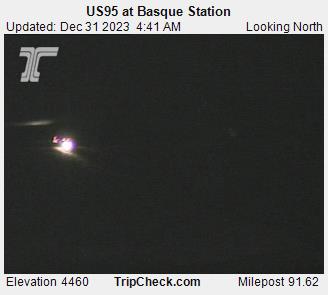 US95 at Basque Station
Updated: Dec 31 2023 4:41 AM Looking North
Elevation 4460 TripCheck.com Milepost 91.62